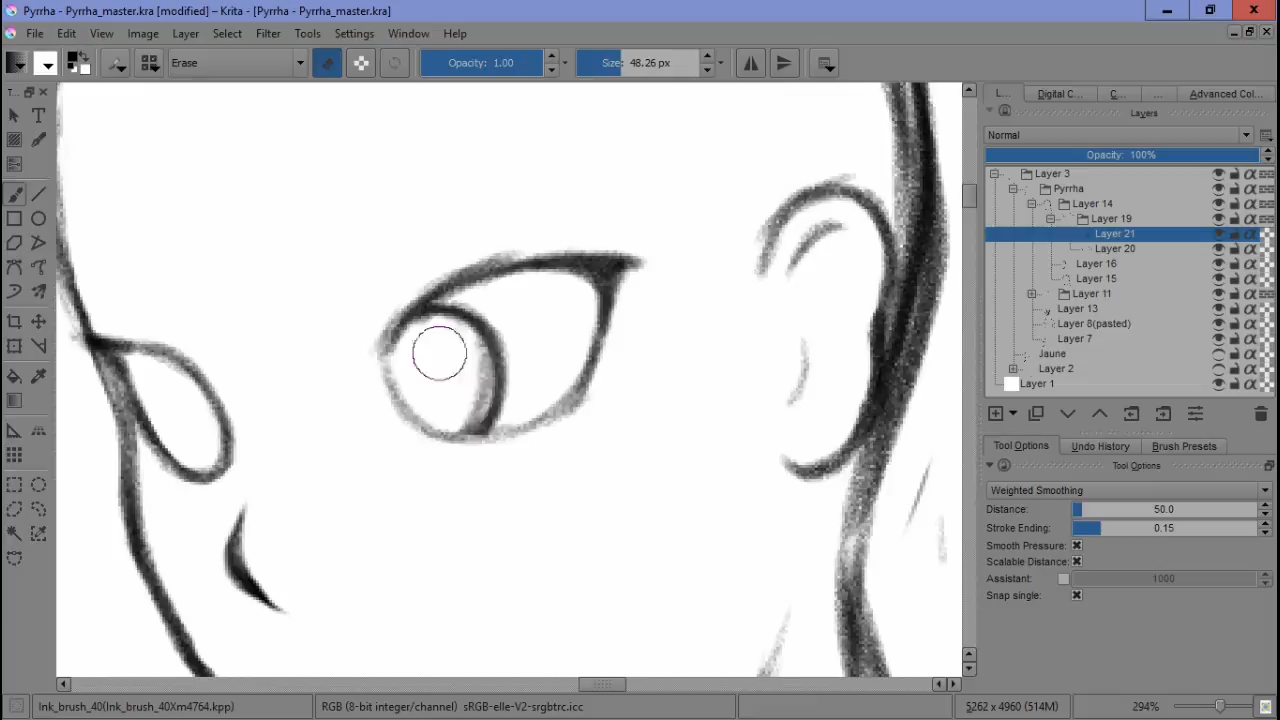 Pyrrha - Pyrrha_master.kra [modified] - Krita - [Pyrrha - Pyrrha_master.kra]
File Edit View Image Layer Select Filter Tools Settings Window Help
Erase Opacity: 1.00 Size: 48.26 px
T... L... Digital C... C... ... Advanced Col...
Layers
Normal
Opacity: 100%
Layer 3
Pyrrha
Layer 14
Layer 19
Layer 21
Layer 20
Layer 16
Layer 15
Layer 11
Layer 13
Layer 8(pasted)
Layer 7
Jaune
Layer 2
Layer 1
Tool Options Undo History Brush Presets
Tool Options
Weighted Smoothing
Distance: 50.0
Stroke Ending: 0.15
Smooth Pressure:
Scalable Distance:
Assistant: 1000
Snap single:
Ink_brush_40(Ink_brush_40Xm4764.kpp) RGB (8-bit integer/channel) sRGB-elle-V2-srgbtrc.icc 5262 x 4960 (514M) 294%